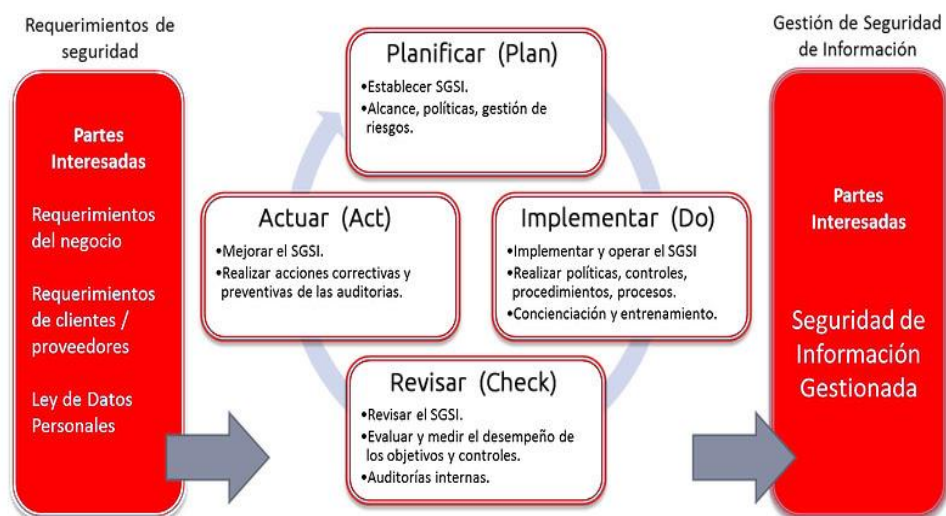 Requerimientos de
seguridad
Partes
Interesadas
Requerimientos
del negocio
Requerimientos
de clientes /
proveedores
Ley de Datos
Personales
Planificar (Plan)
•Establecer SGSI.
•Alcance, políticas, gestión de
riesgos.
Actuar (Act)
•Mejorar el SGSI.
•Realizar acciones correctivas y
preventivas de las auditorias.
Implementar (Do)
•Implementar y operar el SGSI
•Realizar políticas, controles,
procedimientos, procesos.
•Concienciación y entrenamiento.
Revisar (Check)
•Revisar el SGSI.
•Evaluar y medir el desempeño de
los objetivos y controles.
•Auditorías internas.
Gestión de Seguridad
de Información
Partes
Interesadas
Seguridad de
Información
Gestionada